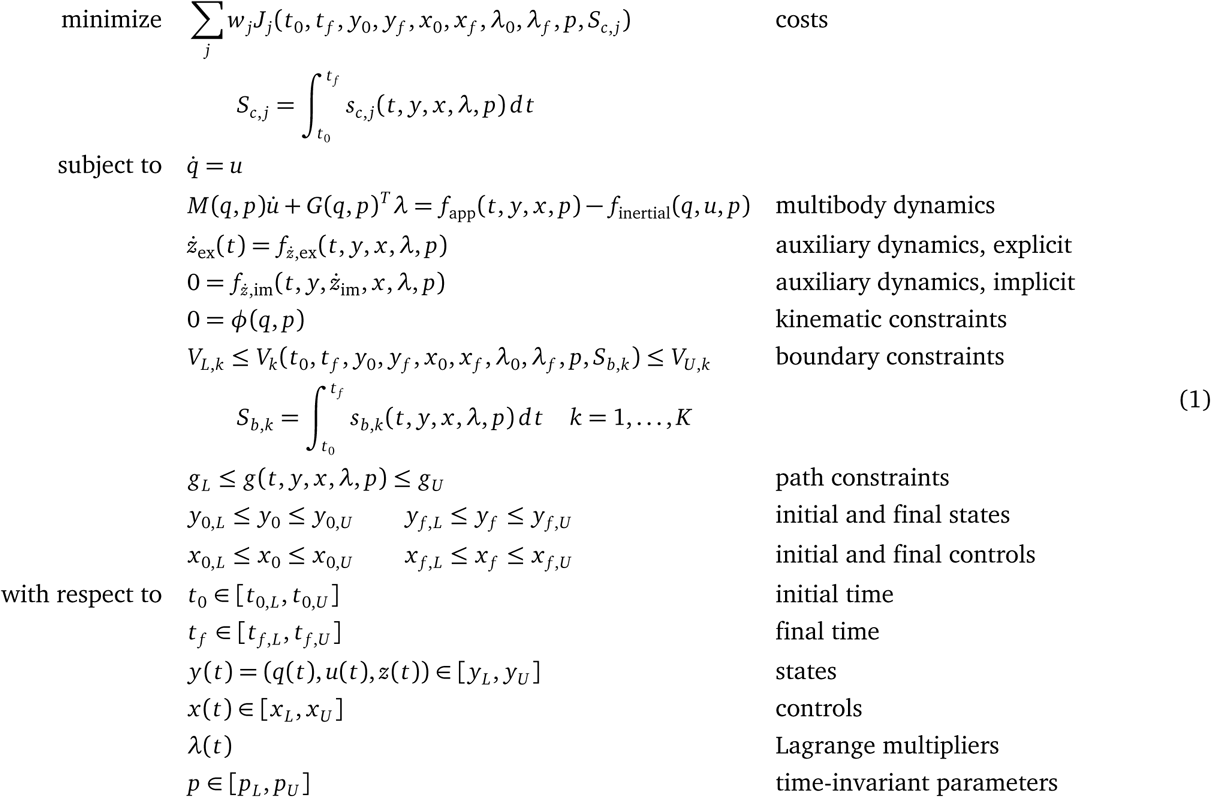 minimize $\sum_j w_j J_j(t_0, t_f, y_0, y_f, x_0, x_f, \lambda_0, \lambda_f, p, S_{c,j})$ costs
$S_{c,j} = \int_{t_0}^{t_f} s_{c,j}(t, y, x, \lambda, p)\, dt$
subject to $\dot{q} = u$
$M(q, p)\dot{u} + G(q, p)^T \lambda = f_{\text{app}}(t, y, x, p) - f_{\text{inertial}}(q, u, p)$ multibody dynamics
$\dot{z}_{\text{ex}}(t) = f_{\dot{z},\text{ex}}(t, y, x, \lambda, p)$ auxiliary dynamics, explicit
$0 = f_{\dot{z},\text{im}}(t, y, \dot{z}_{\text{im}}, x, \lambda, p)$ auxiliary dynamics, implicit
$0 = \phi(q, p)$ kinematic constraints
$V_{L,k} \leq V_k(t_0, t_f, y_0, y_f, x_0, x_f, \lambda_0, \lambda_f, p, S_{b,k}) \leq V_{U,k}$ boundary constraints
$S_{b,k} = \int_{t_0}^{t_f} s_{b,k}(t, y, x, \lambda, p)\, dt \quad k = 1, \ldots, K$ (1)
$g_L \leq g(t, y, x, \lambda, p) \leq g_U$ path constraints
$y_{0,L} \leq y_0 \leq y_{0,U} \quad y_{f,L} \leq y_f \leq y_{f,U}$ initial and final states
$x_{0,L} \leq x_0 \leq x_{0,U} \quad x_{f,L} \leq x_f \leq x_{f,U}$ initial and final controls
with respect to $t_0 \in [t_{0,L}, t_{0,U}]$ initial time
$t_f \in [t_{f,L}, t_{f,U}]$ final time
$y(t) = (q(t), u(t), z(t)) \in [y_L, y_U]$ states
$x(t) \in [x_L, x_U]$ controls
$\lambda(t)$ Lagrange multipliers
$p \in [p_L, p_U]$ time-invariant parameters